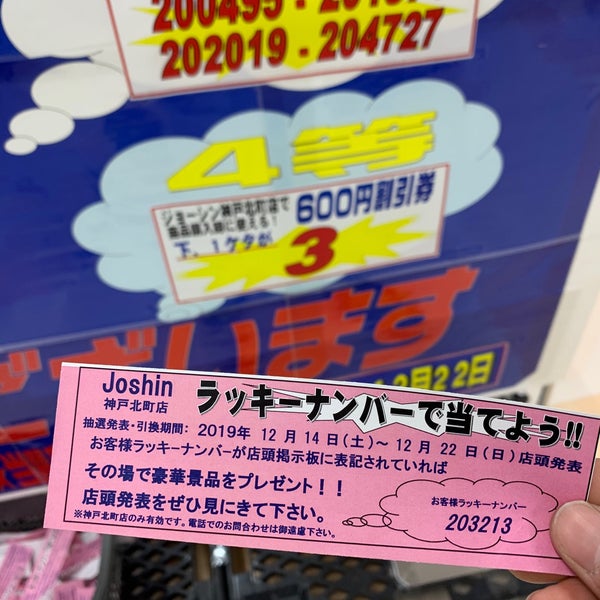 202019 - 204727
4等
ジョーシン神戸北町店で
商品購入時に使える！
600円割引券
下、1ケタが
3
ございます
12月22日
Joshin
神戸北町店
ラッキーナンバーで当てよう!!
抽選発表・引換期間： 2019年 12月14日(土)～12月22日(日)店頭発表
お客様ラッキーナンバーが店頭掲示板に表記されていれば
その場で豪華景品をプレゼント！！
店頭発表をぜひ見にきて下さい。
※神戸北町店のみ有効です。電話でのお問合わせは御遠慮下さい。
お客様ラッキーナンバー
203213